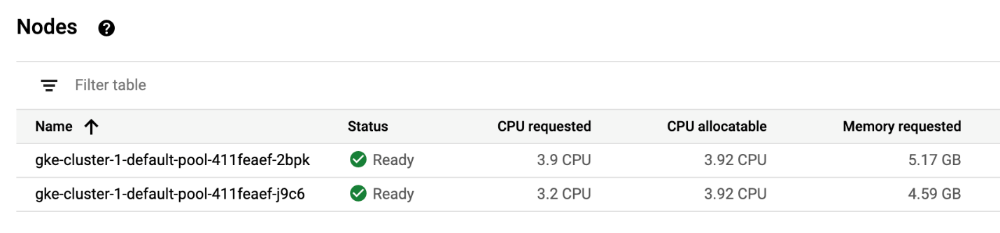 Nodes ?
Filter table
Name Status CPU requested CPU allocatable Memory requested
gke-cluster-1-default-pool-411feaef-2bpk Ready 3.9 CPU 3.92 CPU 5.17 GB
gke-cluster-1-default-pool-411feaef-j9c6 Ready 3.2 CPU 3.92 CPU 4.59 GB